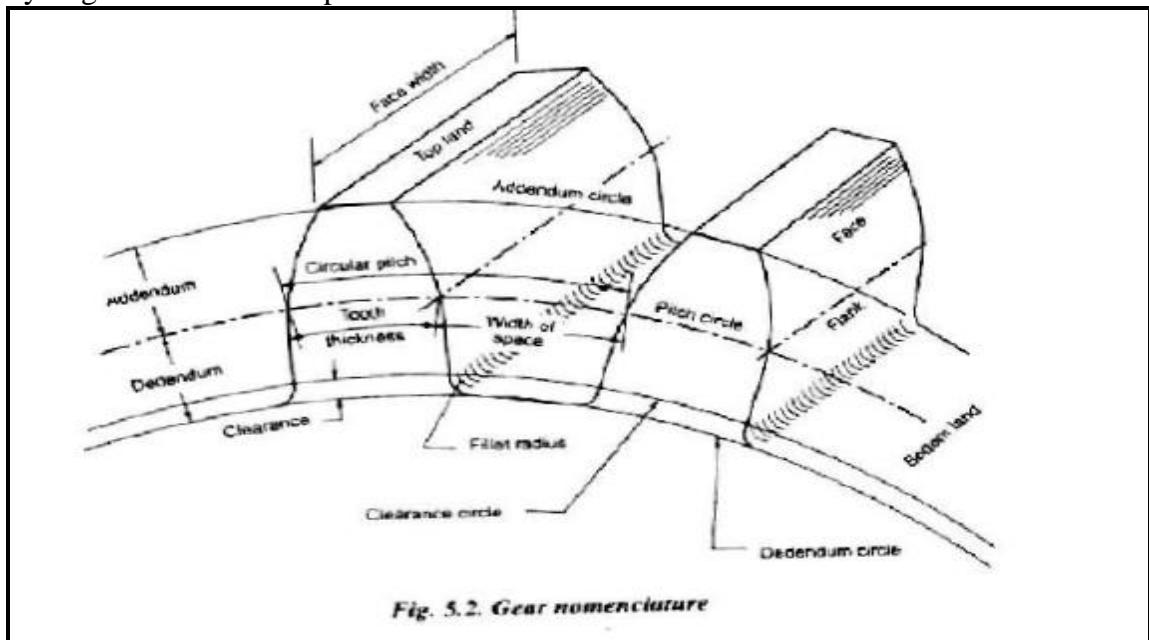 Face width
Top land
Addendum circle
Face
Circular pitch
Addendum
Tooth
thickness
Width of
space
Pitch circle
Flank
Dedendum
Clearance
Fillet radius
Bottom land
Clearance circle
Dedendum circle
Fig. 5.2. Gear nomenclature